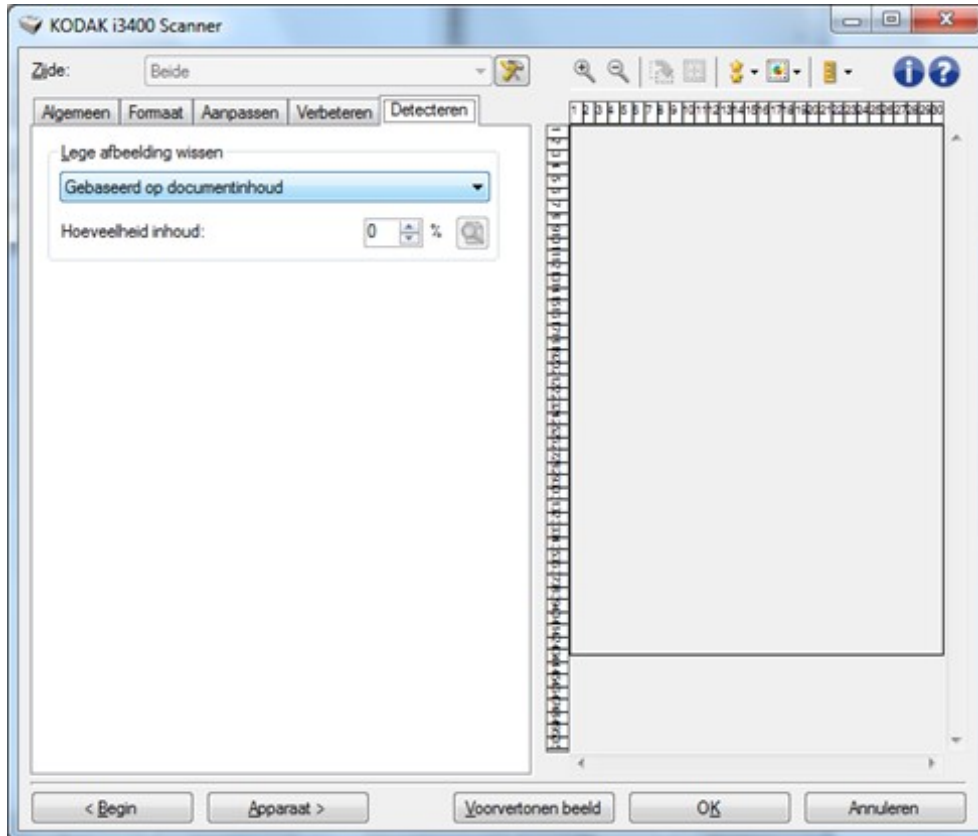 KODAK i3400 Scanner
Zijde: Beide
Algemeen Formaat Aanpassen Verbeteren Detecteren
Lege afbeelding wissen
Gebaseerd op documentinhoud
Hoeveelheid inhoud: 0 %
< Begin Apparaat > Voorvertonen beeld OK Annuleren